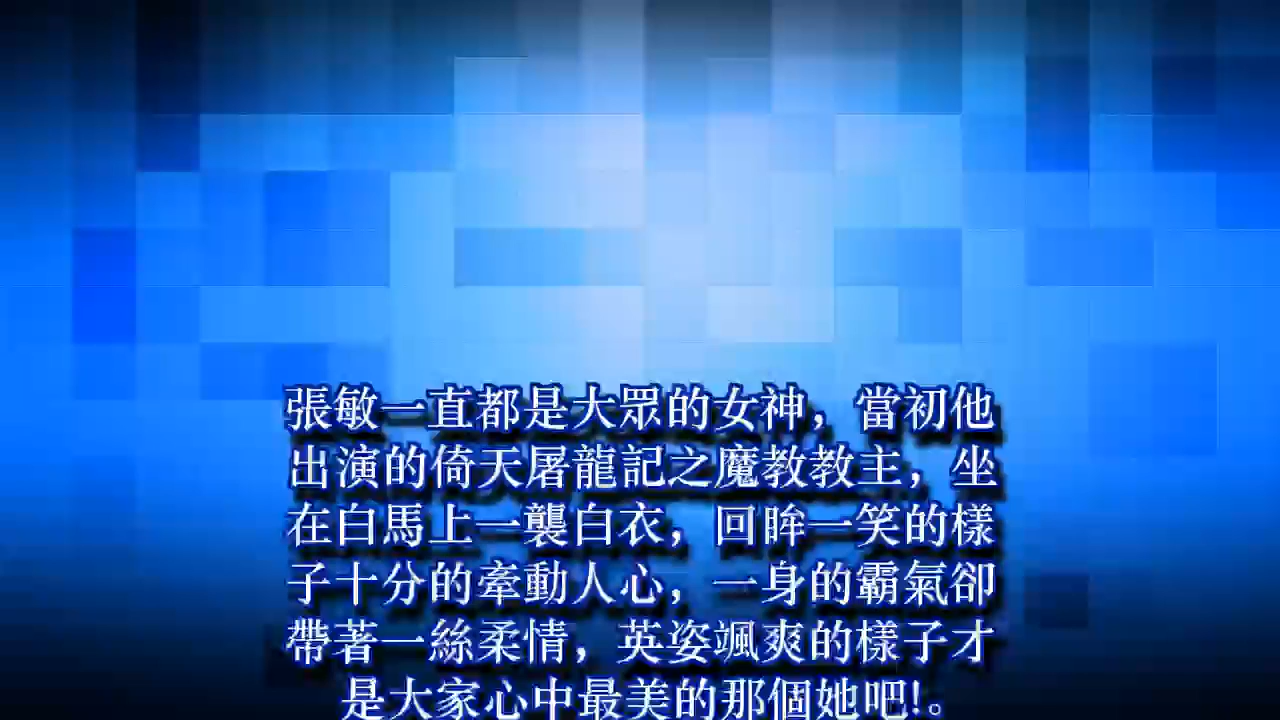 張敏一直都是大眾的女神，當初他
出演的倚天屠龍記之魔教教主，坐
在白馬上一襲白衣，回眸一笑的樣
子十分的牽動人心，一身的霸氣卻
帶著一絲柔情，英姿颯爽的樣子才
是大家心中最美的那個她吧!。